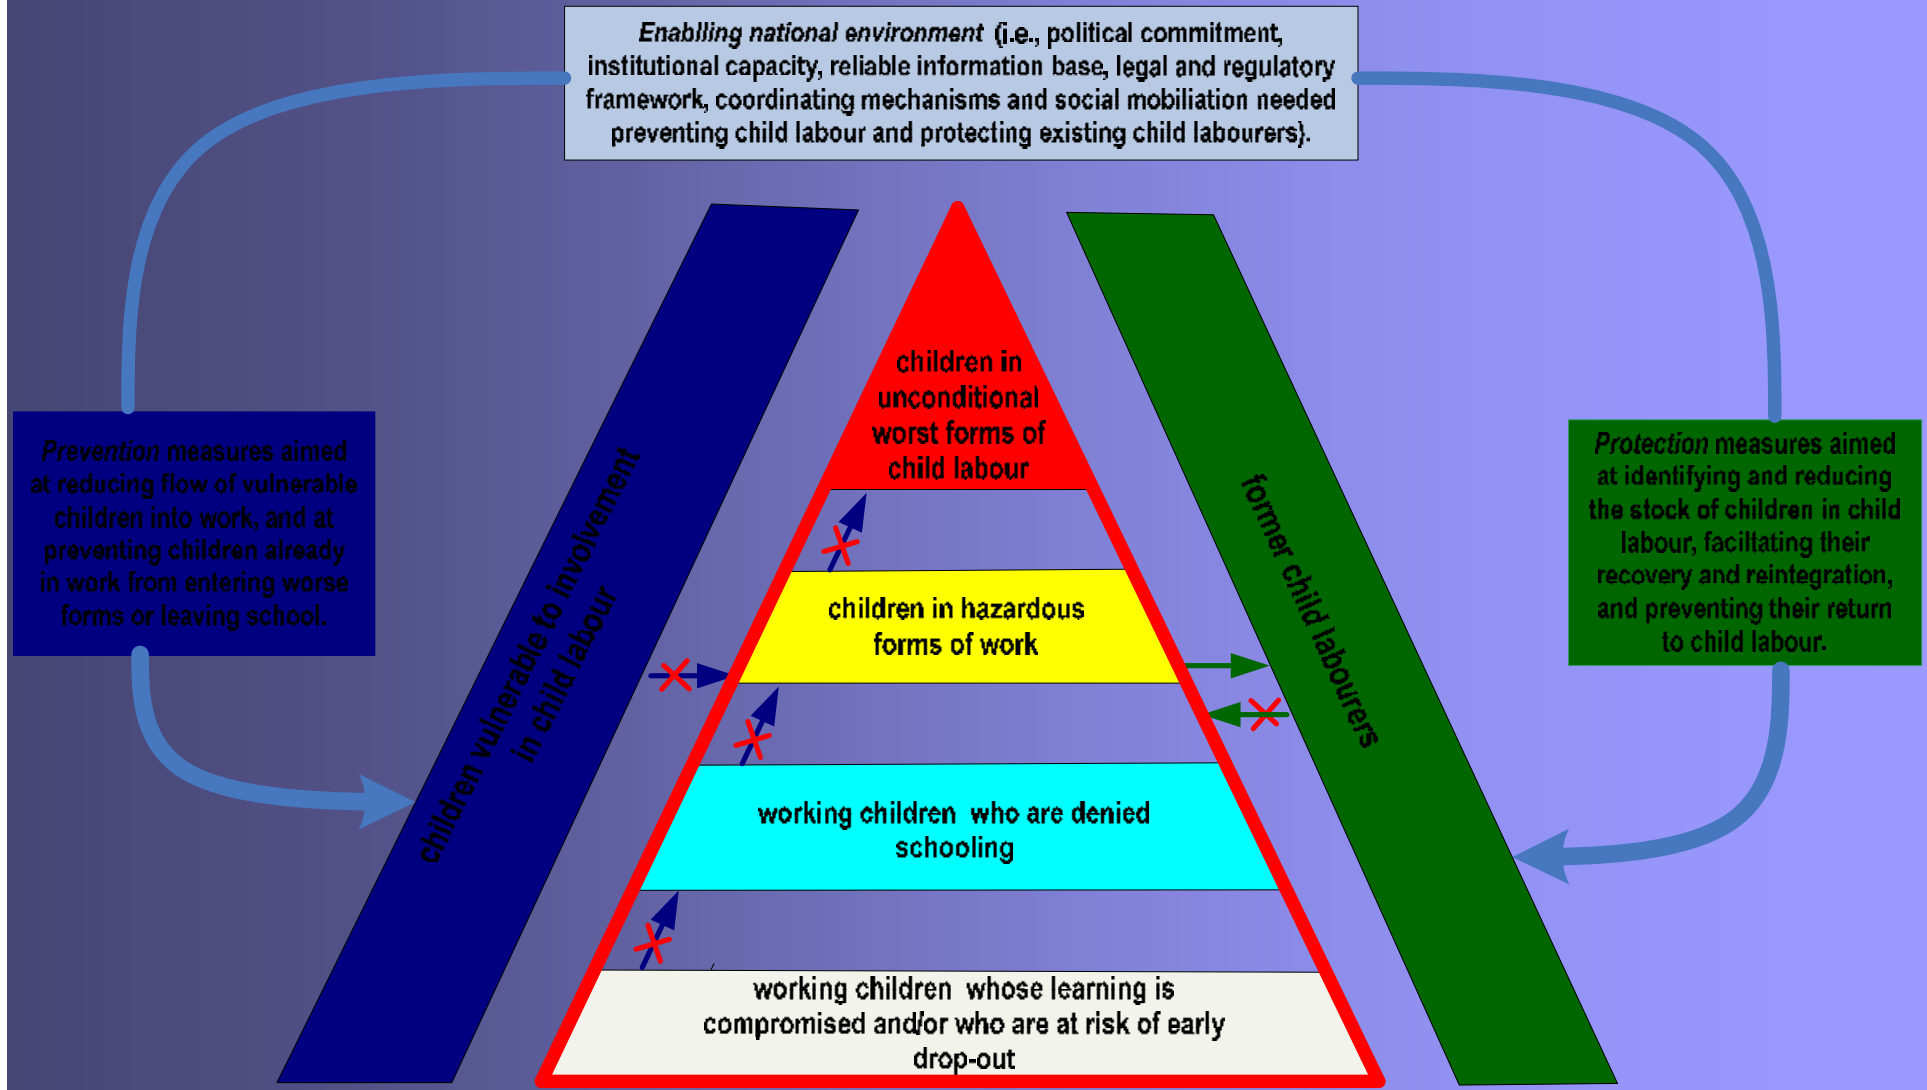 Enablling national environment (i.e., political commitment,
institutional capacity, reliable information base, legal and regulatory
framework, coordinating mechanisms and social mobiliation needed
preventing child labour and protecting existing child labourers).
Prevention measures aimed
at reducing flow of vulnerable
children into work, and at
preventing children already
in work from entering worse
forms or leaving school.
children vulnerable to involvement
in child labour
children in
unconditional
worst forms of
child labour
children in hazardous
forms of work
working children who are denied
schooling
working children whose learning is
compromised and/or who are at risk of early
drop-out
former child labourers
Protection measures aimed
at identifying and reducing
the stock of children in child
labour, faciltating their
recovery and reintegration,
and preventing their return
to child labour.